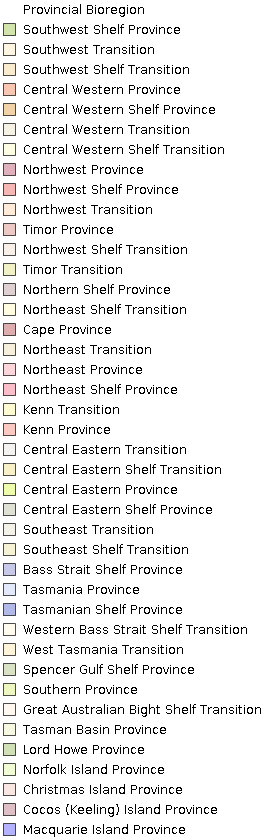 Provincial Bioregion
Southwest Shelf Province
Southwest Transition
Southwest Shelf Transition
Central Western Province
Central Western Shelf Province
Central Western Transition
Central Western Shelf Transition
Northwest Province
Northwest Shelf Province
Northwest Transition
Timor Province
Northwest Shelf Transition
Timor Transition
Northern Shelf Province
Northeast Shelf Transition
Cape Province
Northeast Transition
Northeast Province
Northeast Shelf Province
Kenn Transition
Kenn Province
Central Eastern Transition
Central Eastern Shelf Transition
Central Eastern Province
Central Eastern Shelf Province
Southeast Transition
Southeast Shelf Transition
Bass Strait Shelf Province
Tasmania Province
Tasmanian Shelf Province
Western Bass Strait Shelf Transition
West Tasmania Transition
Spencer Gulf Shelf Province
Southern Province
Great Australian Bight Shelf Transition
Tasman Basin Province
Lord Howe Province
Norfolk Island Province
Christmas Island Province
Cocos (Keeling) Island Province
Macquarie Island Province